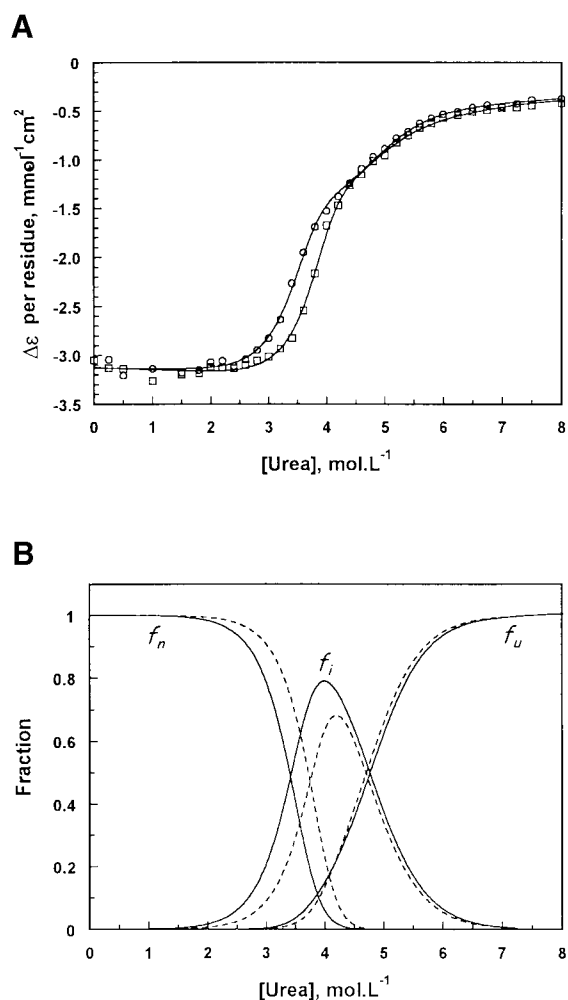 A
0
-0.5
-1.0
-1.5
-2.0
-2.5
-3.0
-3.5
Δε per residue, mmol⁻¹cm²
0 1 2 3 4 5 6 7 8
[Urea], mol.L⁻¹
B
1
0.8
0.6
0.4
0.2
0
Fraction
fₙ
fᵢ
fᵤ
0 1 2 3 4 5 6 7 8
[Urea], mol.L⁻¹